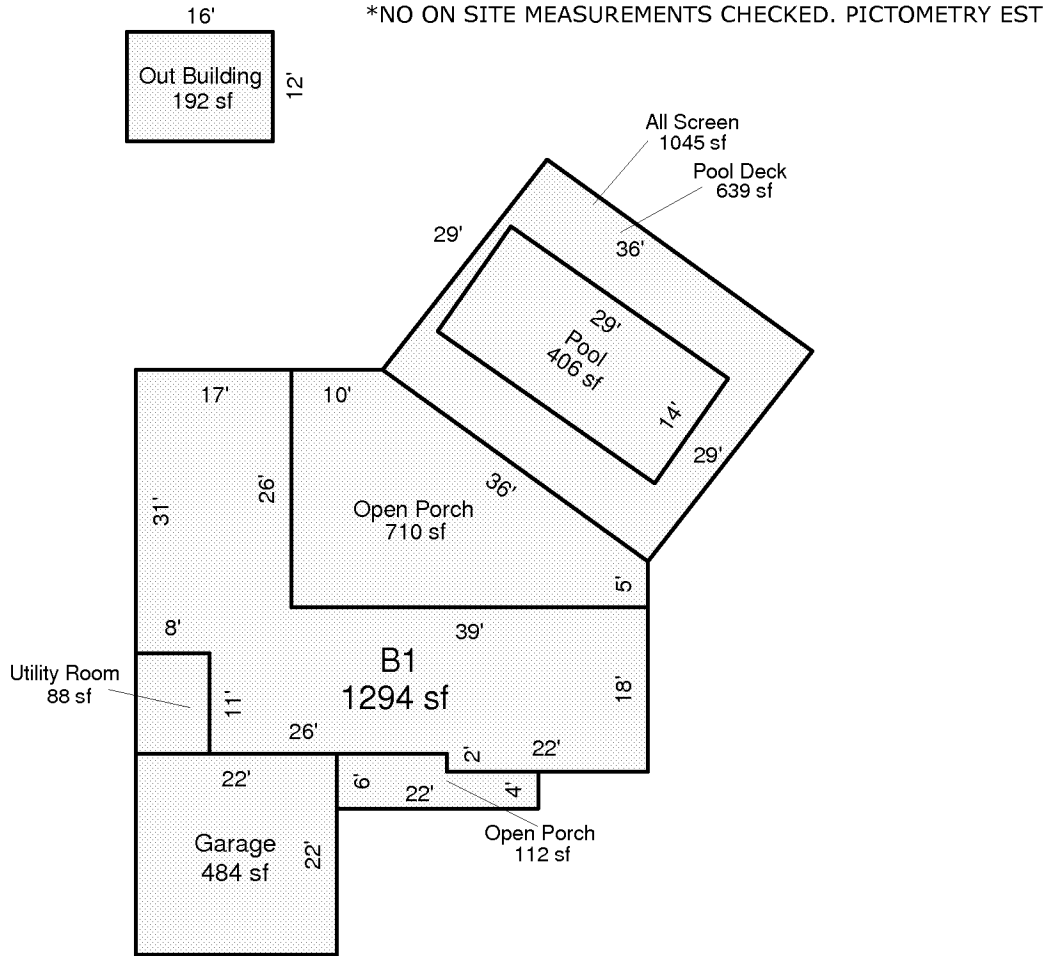 16'
*NO ON SITE MEASUREMENTS CHECKED. PICTOMETRY EST
Out Building
192 sf
12'
All Screen
1045 sf
Pool Deck
639 sf
29'
36'
29'
Pool
406 sf
14'
29'
17'
10'
31'
26'
36'
Open Porch
710 sf
5'
8'
39'
B1
1294 sf
18'
Utility Room
88 sf
11'
26'
2'
22'
22'
6'
22'
4'
Open Porch
112 sf
Garage
484 sf
22'